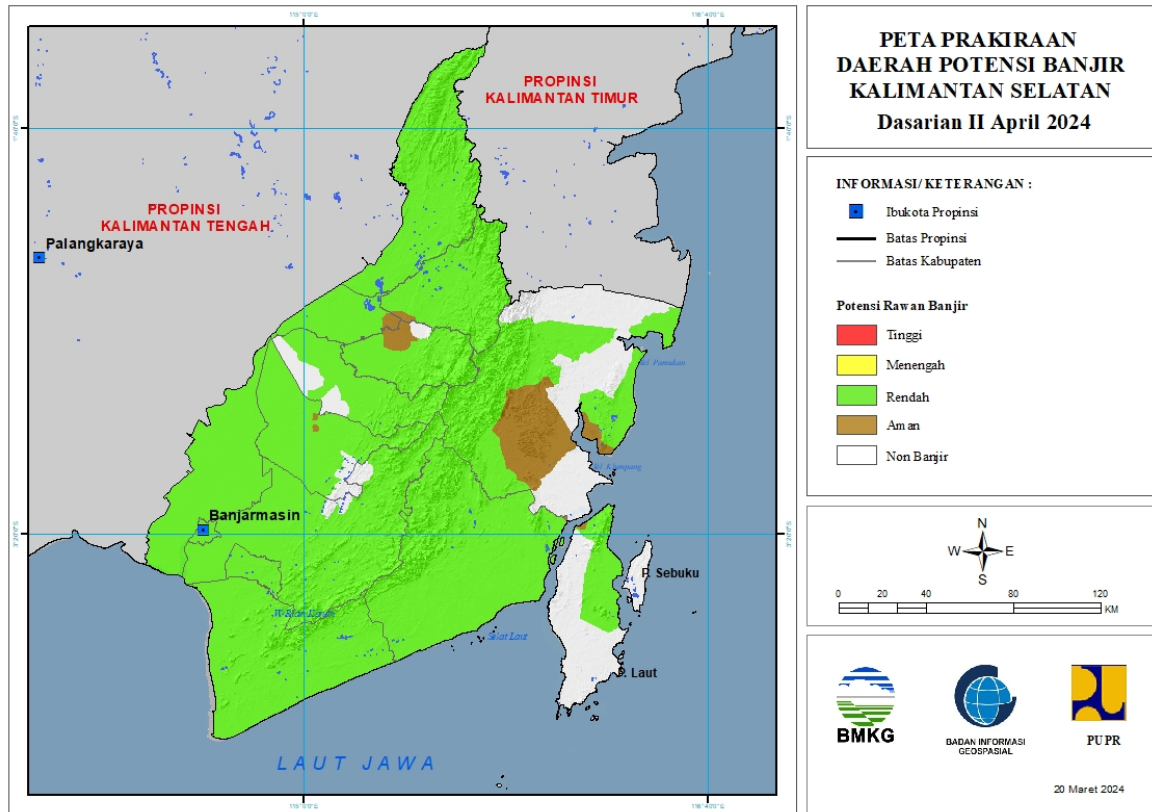 PETA PRAKIRAAN
DAERAH POTENSI BANJIR
KALIMANTAN SELATAN
Dasarian II April 2024
INFORMASI/ KETERANGAN :
Ibukota Propinsi
Batas Propinsi
Batas Kabupaten
Potensi Rawan Banjir
Tinggi
Menengah
Rendah
Aman
Non Banjir
N
W E
S
0 20 40 80 120
KM
BMKG
BADAN INFORMASI
GEOSPASIAL
PUPR
20 Maret 2024
PROPINSI
KALIMANTAN TIMUR
PROPINSI
KALIMANTAN TENGAH
Palangkaraya
Banjarmasin
P. Sebuku
P. Laut
Selat Laut
LAUT JAWA